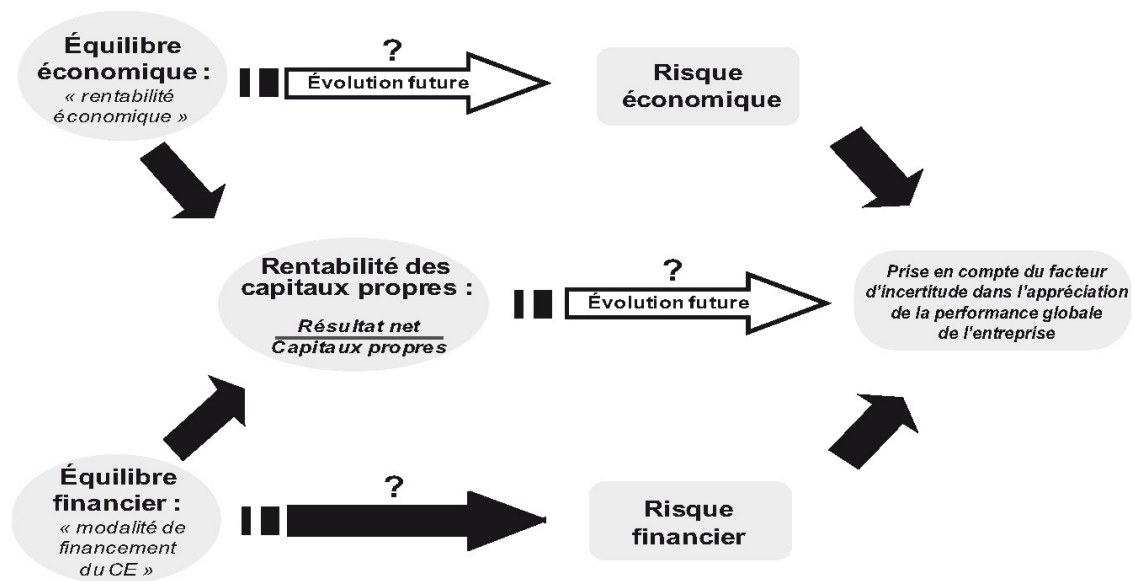 Équilibre
économique :
« rentabilité
économique »
?
Évolution future
Risque
économique
Rentabilité des
capitaux propres :
Résultat net
Capitaux propres
?
Évolution future
Prise en compte du facteur
d'incertitude dans l'appréciation
de la performance globale
de l'entreprise
Équilibre
financier :
« modalité de
financement
du CE »
?
Risque
financier